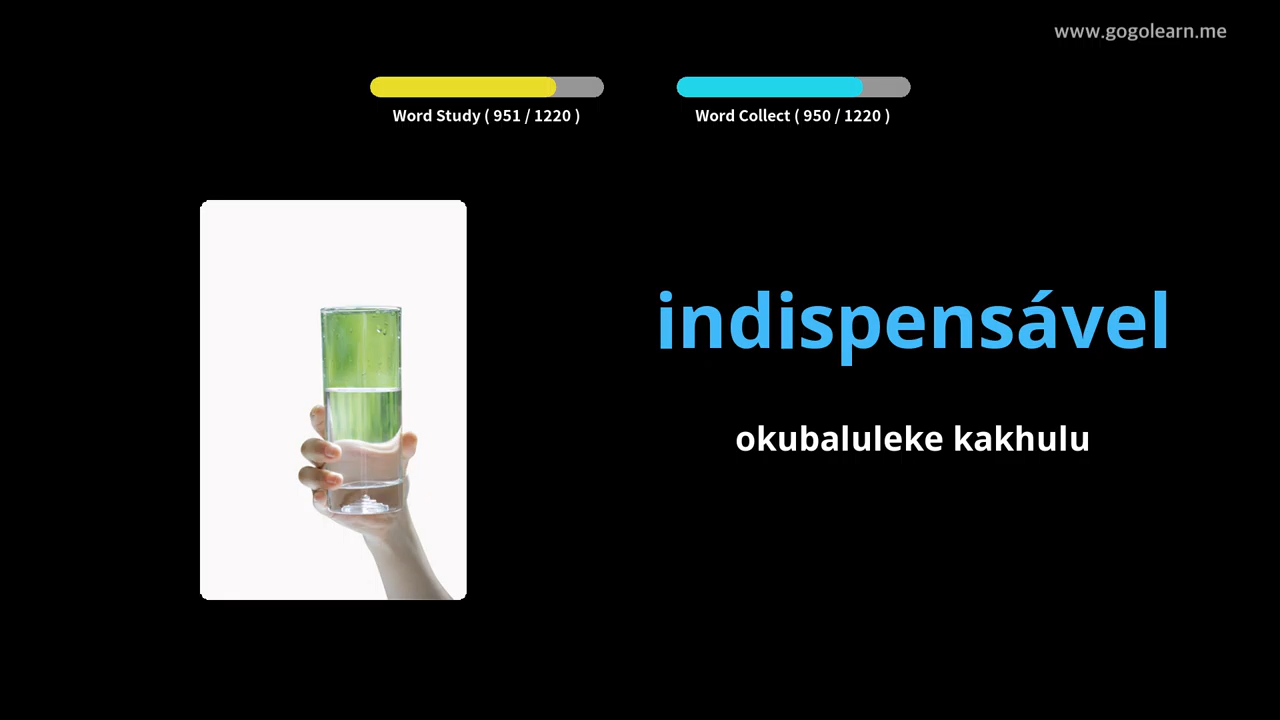 www.gogolearn.me
Word Study ( 951 / 1220 )
Word Collect ( 950 / 1220 )
indispensável
okubaluleke kakhulu